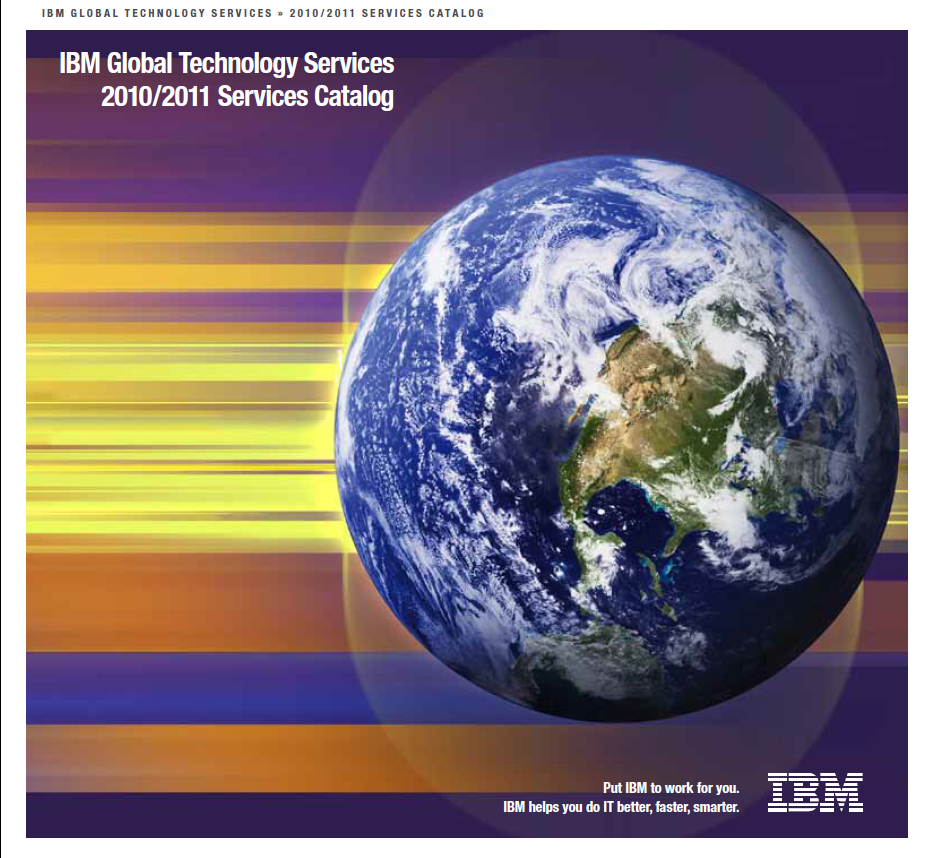 IBM GLOBAL TECHNOLOGY SERVICES » 2010/2011 SERVICES CATALOG
IBM Global Technology Services
2010/2011 Services Catalog
Put IBM to work for you.
IBM helps you do IT better, faster, smarter.
IBM